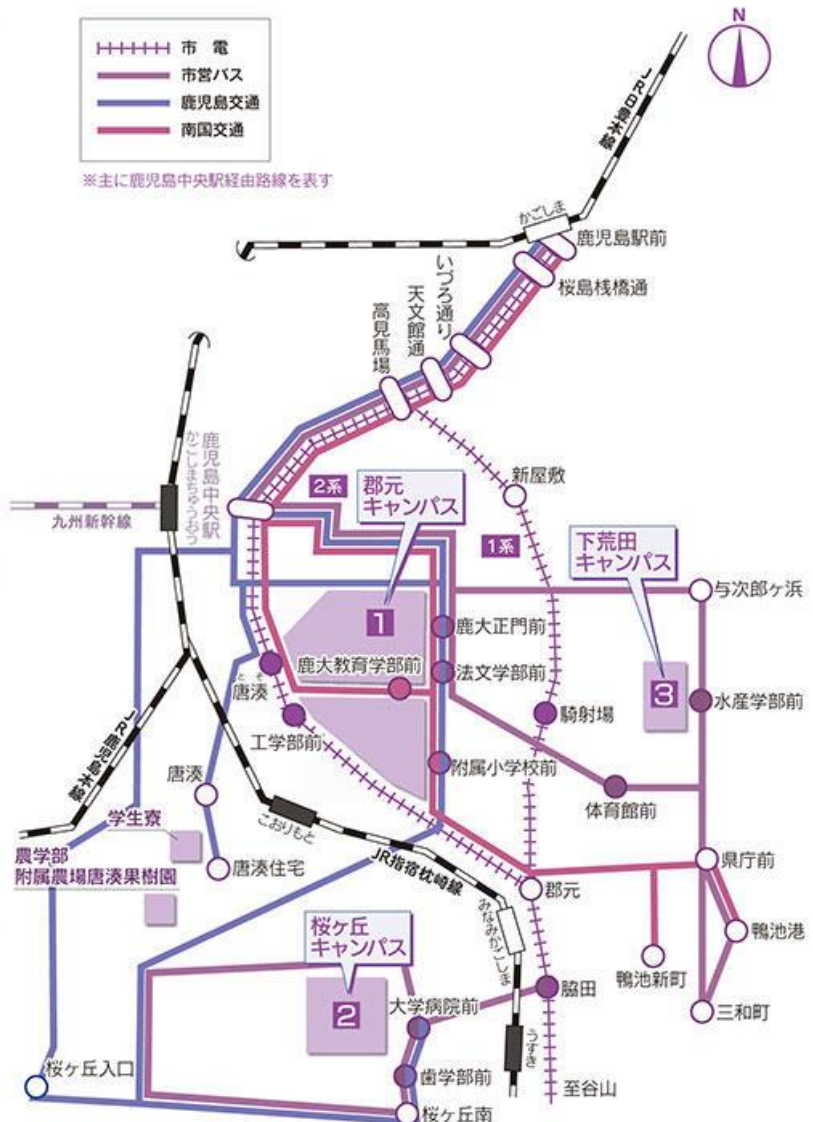 N
市電
市営バス
鹿児島交通
南国交通
※主に鹿児島中央駅経由路線を表す
JR日豊本線
かごしま
鹿児島駅前
桜島桟橋通
いづろ通り
天文館通
高見馬場
鹿児島中央駅
かごしまちゅうおう
九州新幹線
2系
郡元
キャンパス
新屋敷
1系
下荒田
キャンパス
与次郎ヶ浜
1
鹿大正門前
鹿大教育学部前
法文学部前
3
水産学部前
とそ
唐湊
騎射場
工学部前
附属小学校前
体育館前
JR鹿児島本線
唐湊
学生寮
こおりもと
JR指宿枕崎線
県庁前
農学部
附属農場唐湊果樹園
唐湊住宅
郡元
みなみかごしま
鴨池港
鴨池新町
桜ヶ丘
キャンパス
脇田
2
大学病院前
三和町
うすき
桜ヶ丘入口
歯学部前
至谷山
桜ヶ丘南